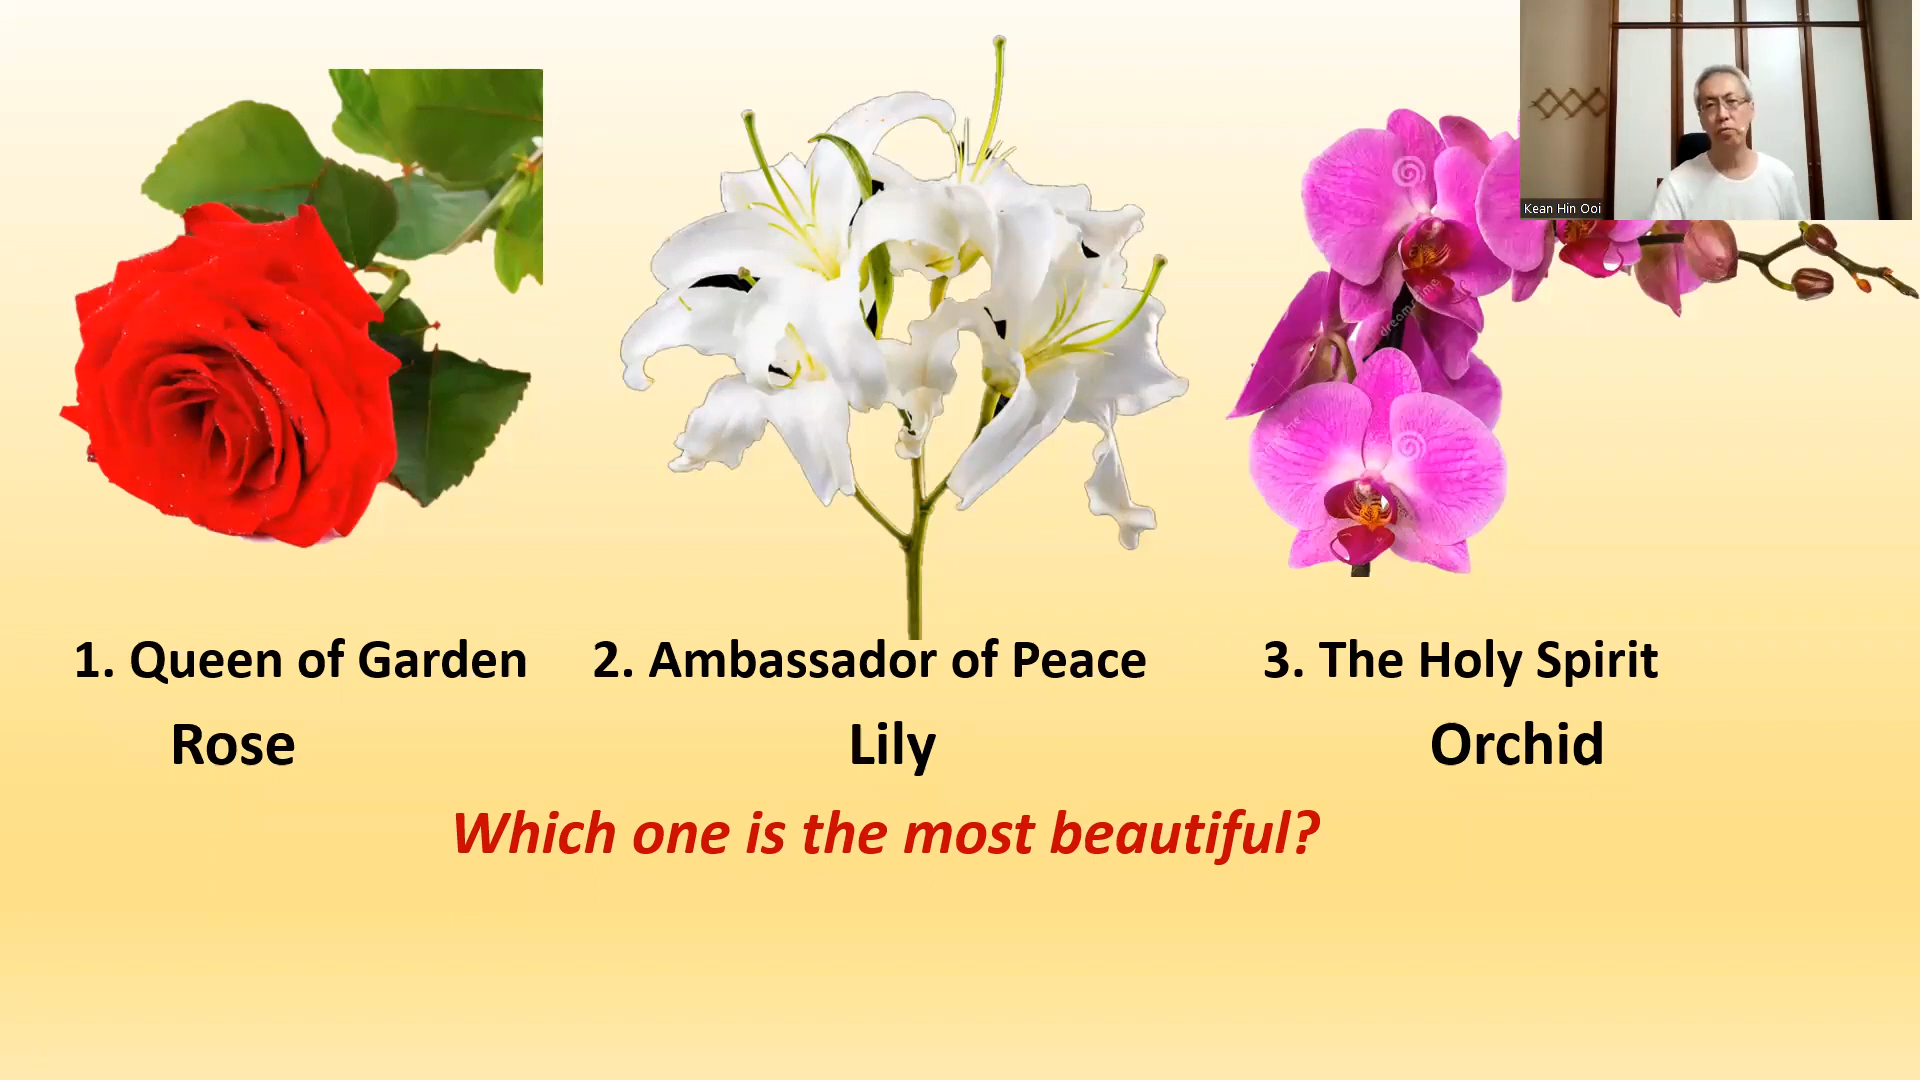 Kean Hin Ooi
dreamstime
1. Queen of Garden
2. Ambassador of Peace
3. The Holy Spirit
Rose
Lily
Orchid
Which one is the most beautiful?